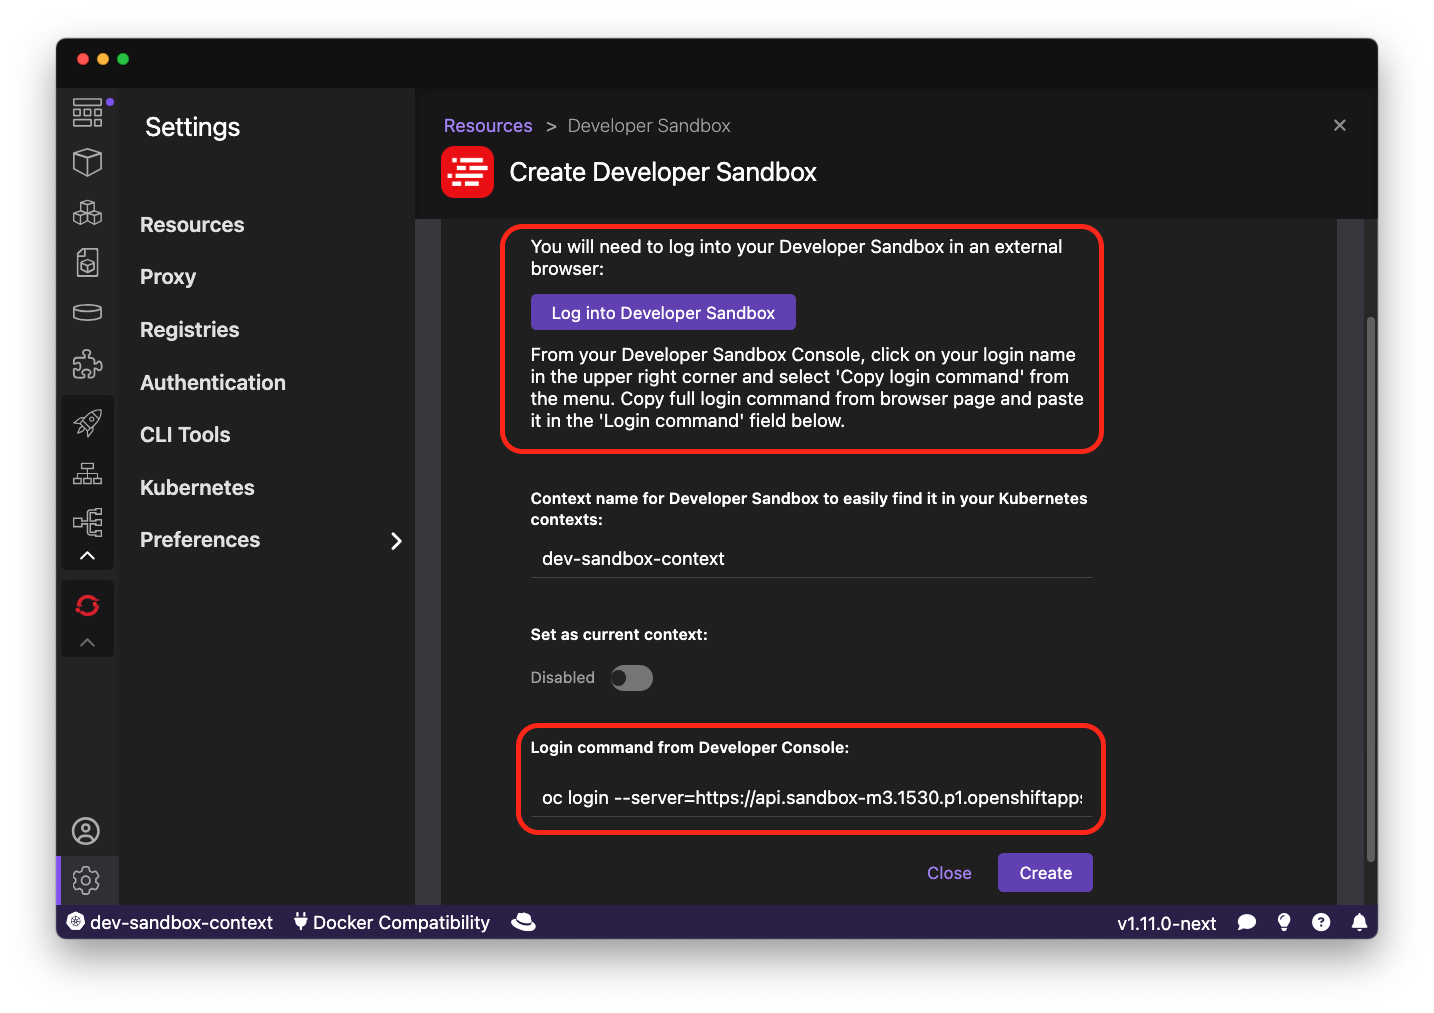 Settings
Resources
Proxy
Registries
Authentication
CLI Tools
Kubernetes
Preferences
Resources > Developer Sandbox
Create Developer Sandbox
You will need to log into your Developer Sandbox in an external
browser:
Log into Developer Sandbox
From your Developer Sandbox Console, click on your login name
in the upper right corner and select 'Copy login command' from
the menu. Copy full login command from browser page and paste
it in the 'Login command' field below.
Context name for Developer Sandbox to easily find it in your Kubernetes
contexts:
dev-sandbox-context
Set as current context:
Disabled
Login command from Developer Console:
oc login --server=https://api.sandbox-m3.1530.p1.openshiftapps
Close
Create
dev-sandbox-context
Docker Compatibility
v1.11.0-next